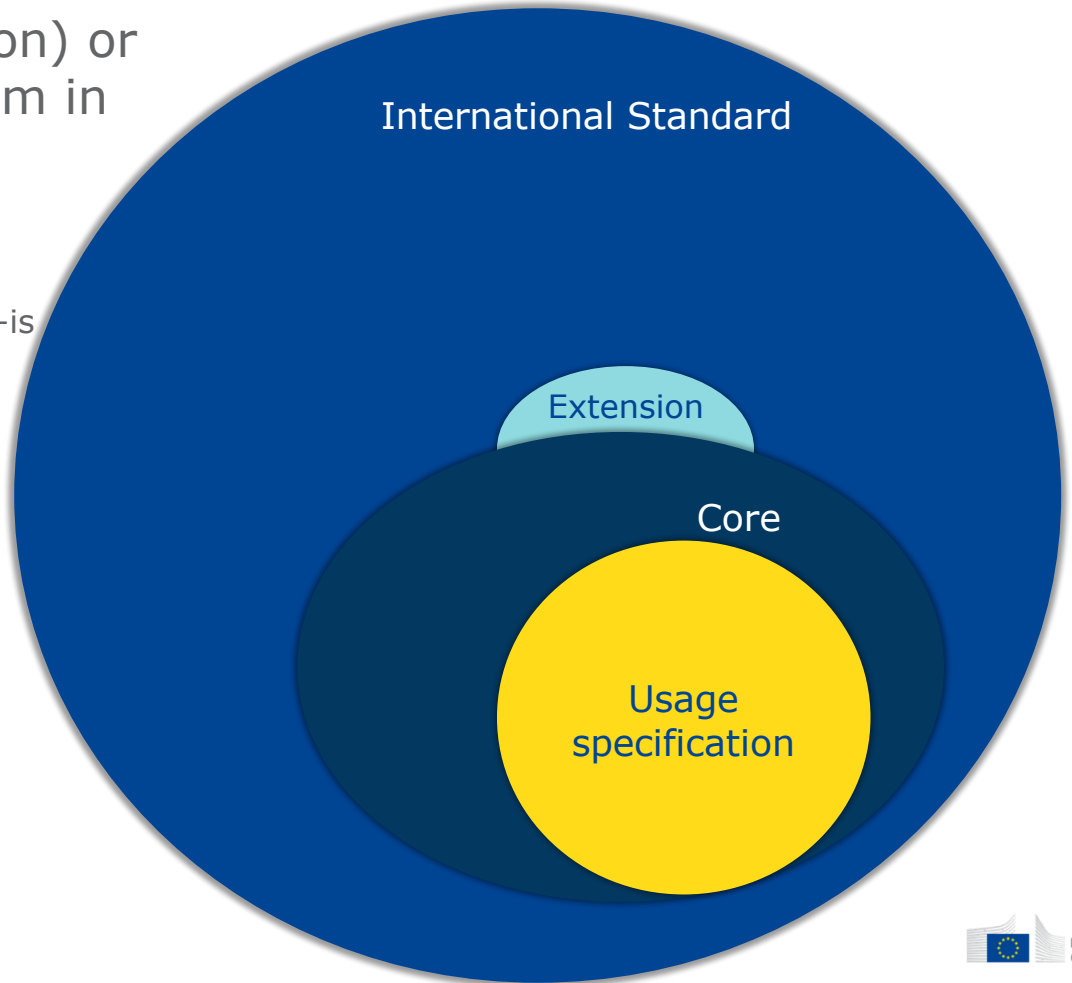 on) or
m in
International Standard
-is
Extension
Core
Usage
specification